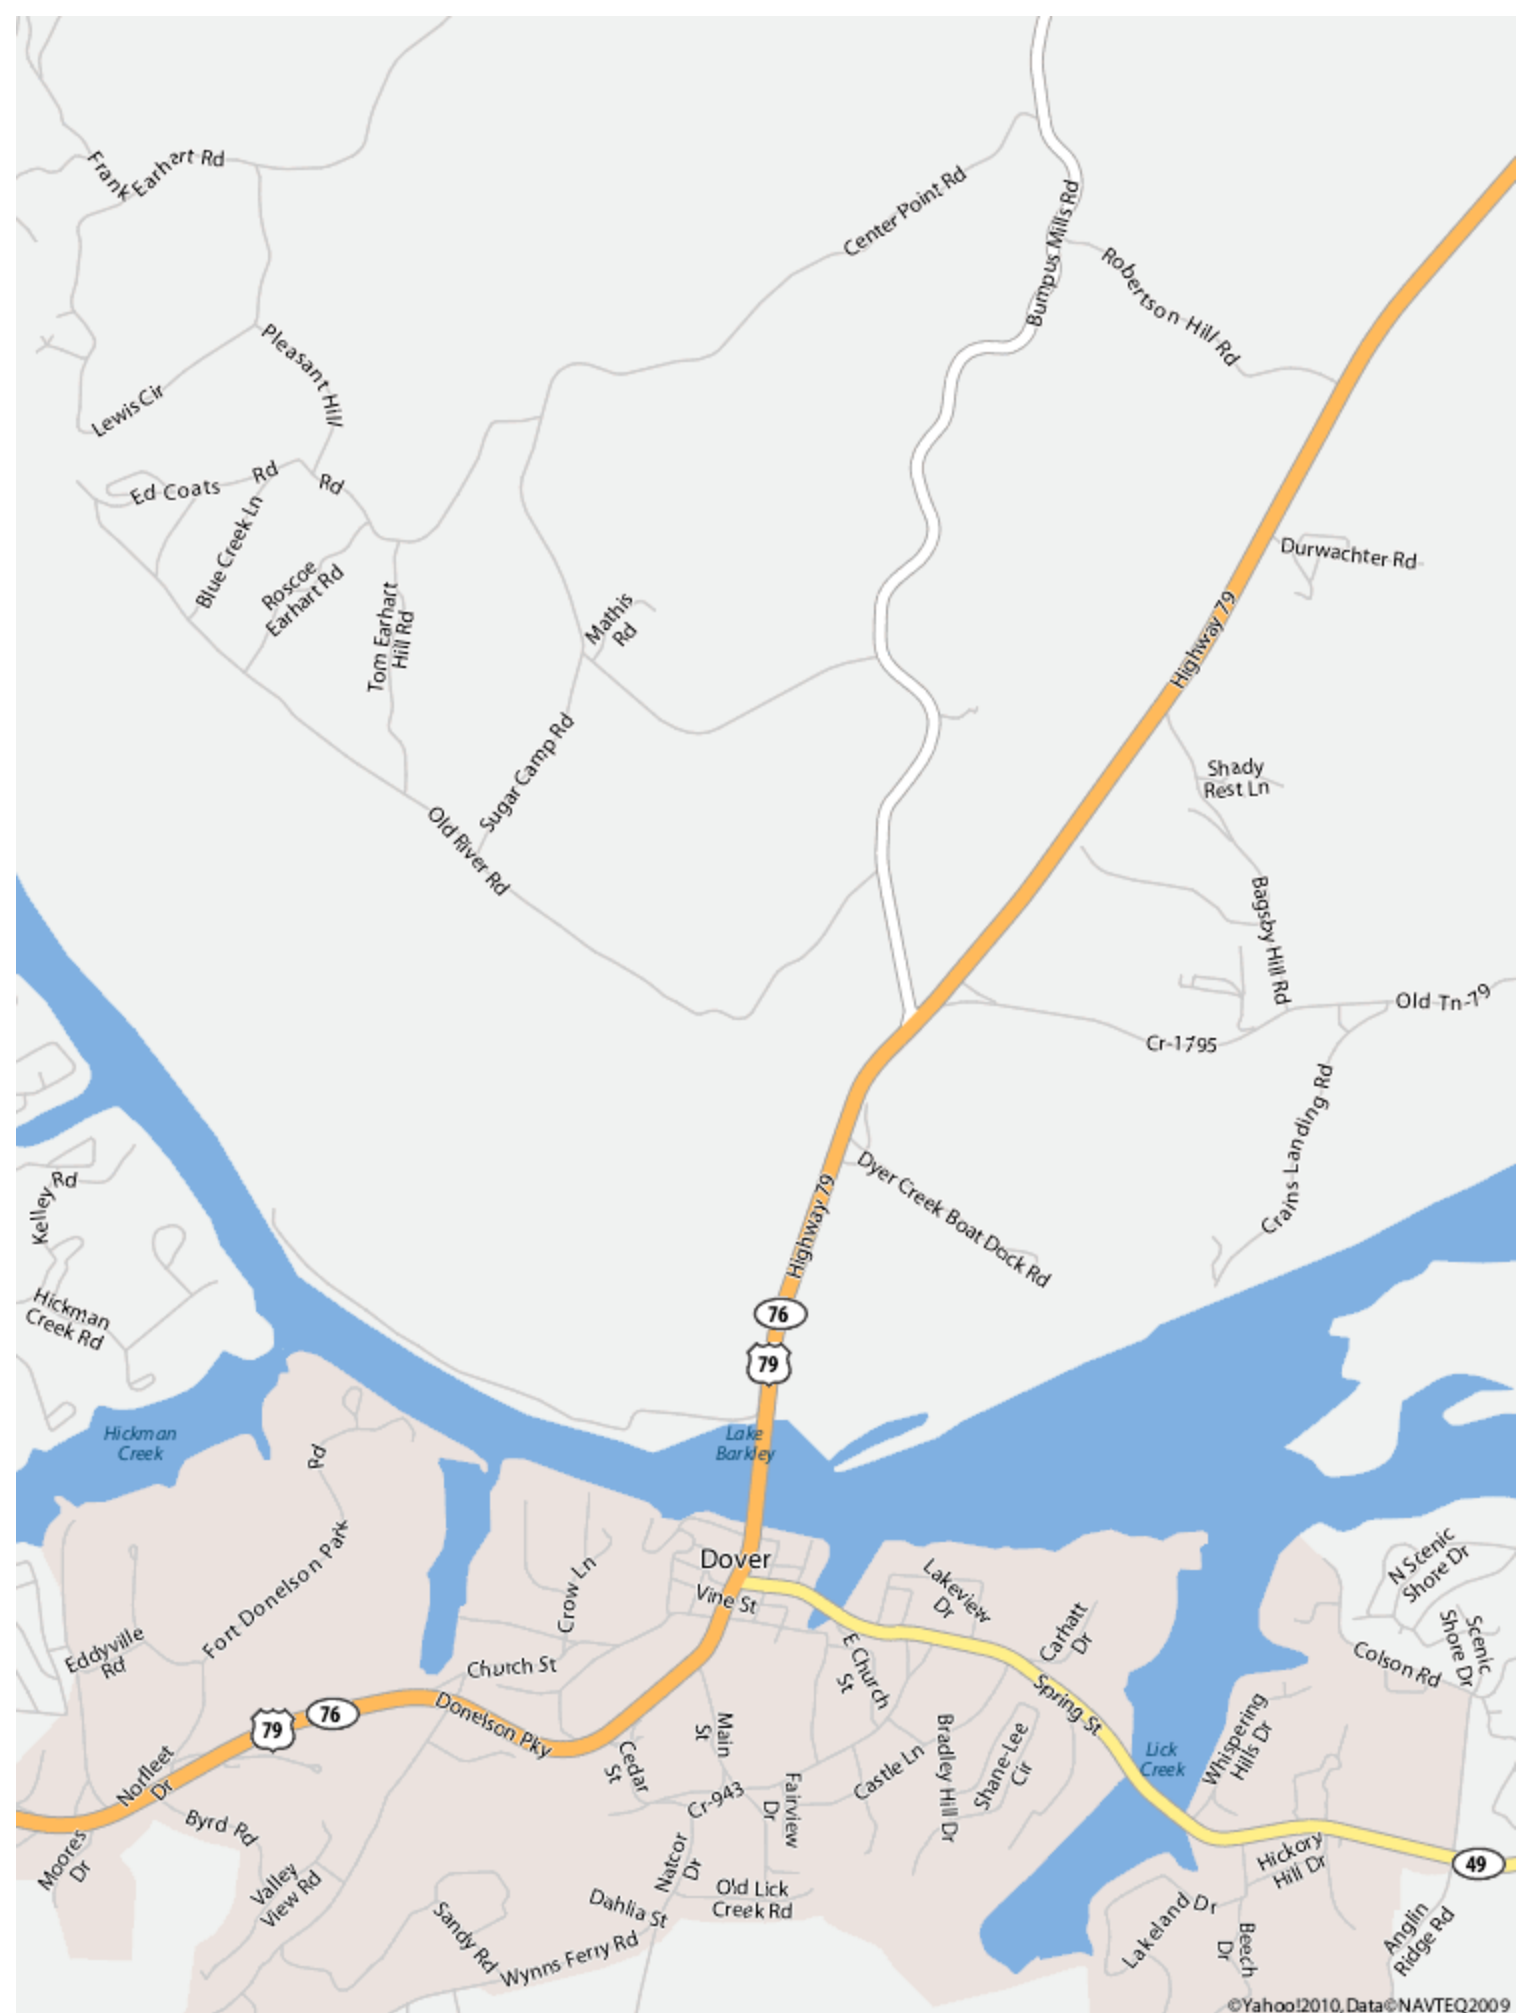 Frank
Earhart Rd
Center Point Rd
Bumpus Mills Rd
Robertson Hill Rd
Pleasant Hill
Rd
Lewis Cir
Ed Coats Rd
Blue Creek Ln
Roscoe
Earhart Rd
Tom Earhart
Hill Rd
Mathis
Rd
Durwachter Rd
Highway 79
Sugar Camp Rd
Old River Rd
Shady
Rest Ln
Bagsby Hill Rd
Old Tn-79
Cr-1795
Crains Landing Rd
Dyer Creek Boat Dock Rd
Highway 79
Kelley Rd
Hickman
Creek Rd
76
79
Hickman
Creek
Lake
Barkley
Fort Donelson Park Rd
Dover
Vine St
Crow Ln
Lakeview
Dr
N Scenic
Shore Dr
Scenic
Shore Dr
Carhatt
Dr
Colson Rd
Eddyville
Rd
Church St
E Church
St
Spring St
79
76
Donelson Pky
Main
St
Cedar
St
Bradley Hill Dr
Shane-Lee
Cir
Castle Ln
Lick
Creek
Whispering
Hills Dr
Norfleet
Dr
Cr-943
Fairview
Dr
Byrd Rd
Moores
Dr
Valley
View Rd
Natcor
Dr
Hickory
Hill Dr
49
Old Lick
Creek Rd
Dahlia St
Sandy Rd
Wynns Ferry Rd
Lakeland Dr
Beech
Dr
Anglin
Ridge Rd
©Yahoo!2010, Data©NAVTEQ2009